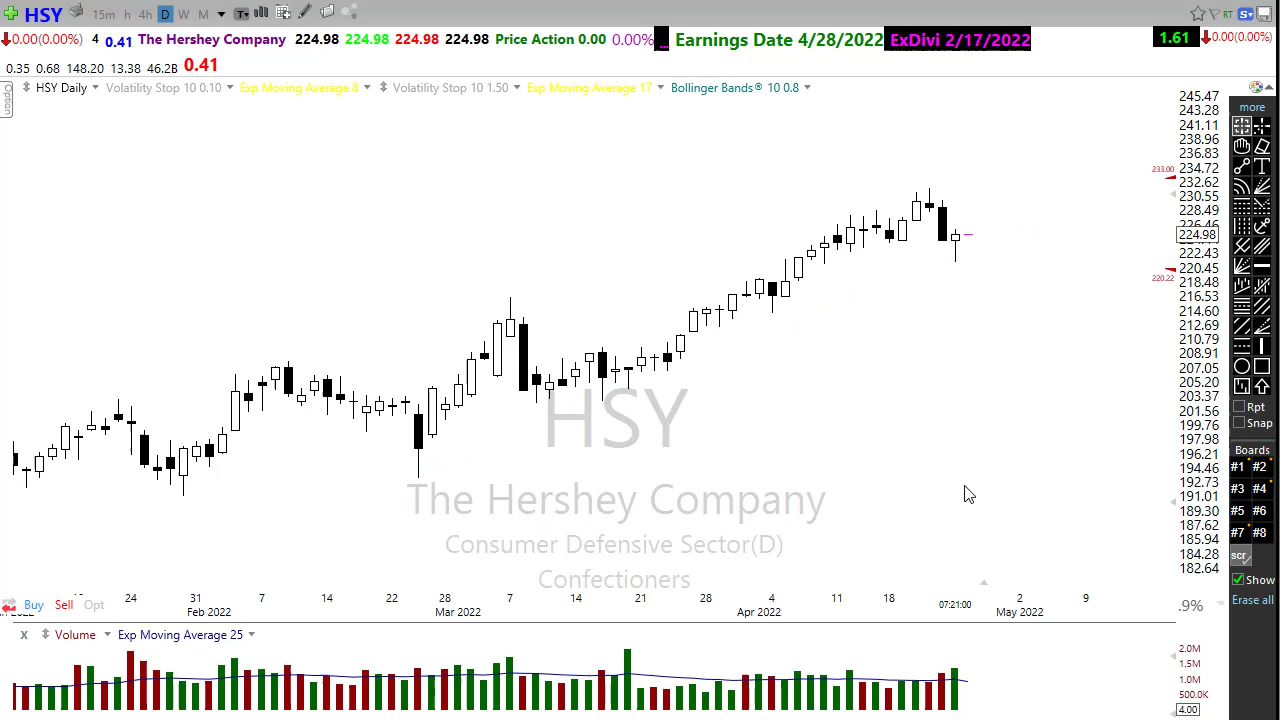 HSY 15m h 4h D W M T RT S
0.00(0.00%) 4 0.41 The Hershey Company 224.98 224.98 224.98 224.98 Price Action 0.00 0.00% ... Earnings Date 4/28/2022 ExDivi 2/17/2022 1.61 0.00(0.00%)
0.35 0.68 148.20 13.38 46.2B 0.41
Option
HSY Daily Volatility Stop 10 0.10 Exp Moving Average 8 Volatility Stop 10 1.50 Exp Moving Average 17 Bollinger Bands® 10 0.8
245.47
243.28
241.11
238.96
236.83
234.72
232.62
230.55
228.49
226.46
224.98
222.43
220.45
218.48
216.53
214.60
212.69
210.79
208.91
207.05
205.20
203.37
201.56
199.76
197.98
196.21
194.46
192.73
191.01
189.30
187.62
185.94
184.28
182.64
233.00
220.22
more
T
Rpt
Snap
Boards
#1 #2
#3 #4
#5 #6
#7 #8
scr
Show
Erase all
HSY
The Hershey Company
Consumer Defensive Sector(D)
Confectioners
24 31 7 14 22 28 7 14 21 28 4 11 18 2 9
Feb 2022 Mar 2022 Apr 2022 07:21:00 May 2022
Buy Sell Opt
.9%
x Volume Exp Moving Average 25
2.0M
1.5M
1.0M
500.0K
4.00